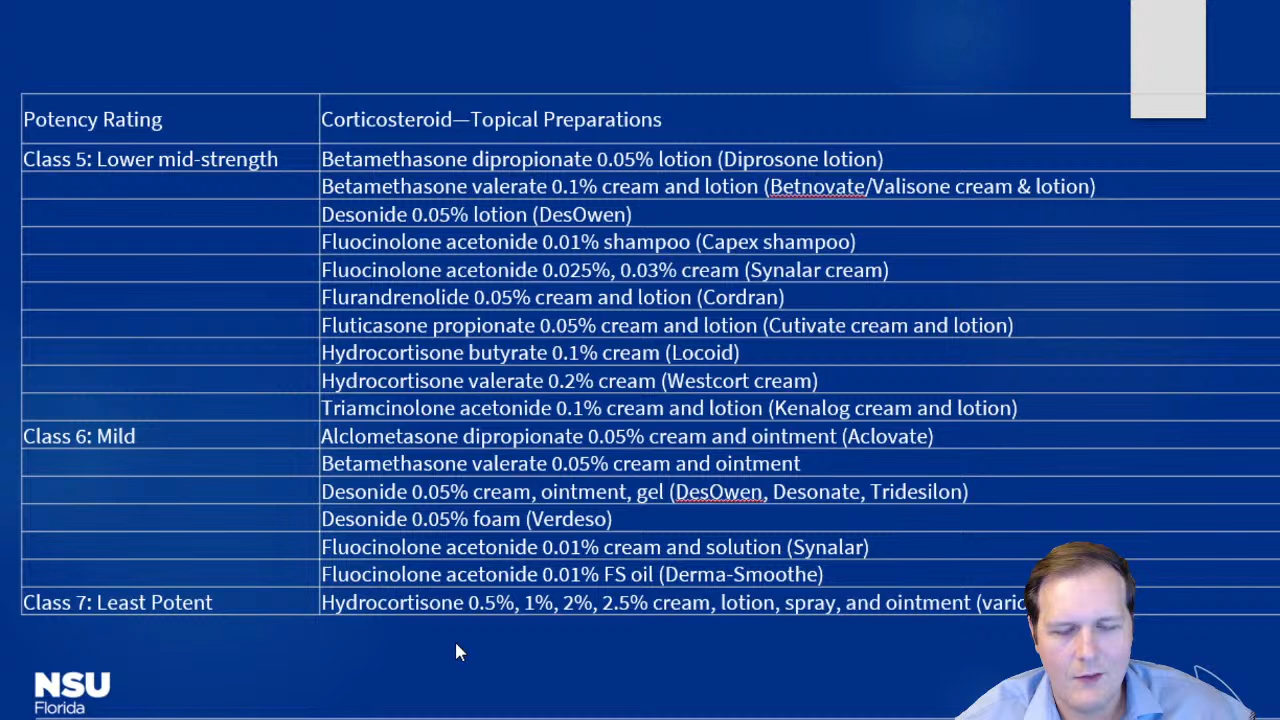 Potency Rating Corticosteroid—Topical Preparations
Class 5: Lower mid-strength Betamethasone dipropionate 0.05% lotion (Diprosone lotion)
Betamethasone valerate 0.1% cream and lotion (Betnovate/Valisone cream & lotion)
Desonide 0.05% lotion (DesOwen)
Fluocinolone acetonide 0.01% shampoo (Capex shampoo)
Fluocinolone acetonide 0.025%, 0.03% cream (Synalar cream)
Flurandrenolide 0.05% cream and lotion (Cordran)
Fluticasone propionate 0.05% cream and lotion (Cutivate cream and lotion)
Hydrocortisone butyrate 0.1% cream (Locoid)
Hydrocortisone valerate 0.2% cream (Westcort cream)
Triamcinolone acetonide 0.1% cream and lotion (Kenalog cream and lotion)
Class 6: Mild Alclometasone dipropionate 0.05% cream and ointment (Aclovate)
Betamethasone valerate 0.05% cream and ointment
Desonide 0.05% cream, ointment, gel (DesOwen, Desonate, Tridesilon)
Desonide 0.05% foam (Verdeso)
Fluocinolone acetonide 0.01% cream and solution (Synalar)
Fluocinolone acetonide 0.01% FS oil (Derma-Smoothe)
Class 7: Least Potent Hydrocortisone 0.5%, 1%, 2%, 2.5% cream, lotion, spray, and ointment
NSU
Florida